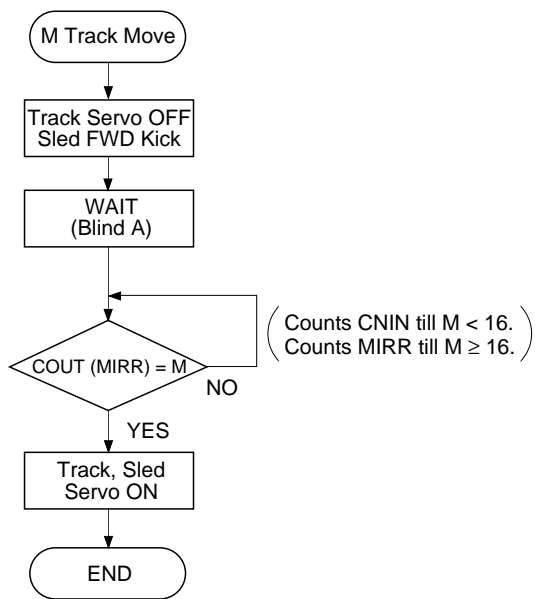 M Track Move
Track Servo OFF
Sled FWD Kick
WAIT
(Blind A)
Counts CNIN till M < 16.
Counts MIRR till M ≥ 16.
COUT (MIRR) = M
NO
YES
Track, Sled
Servo ON
END